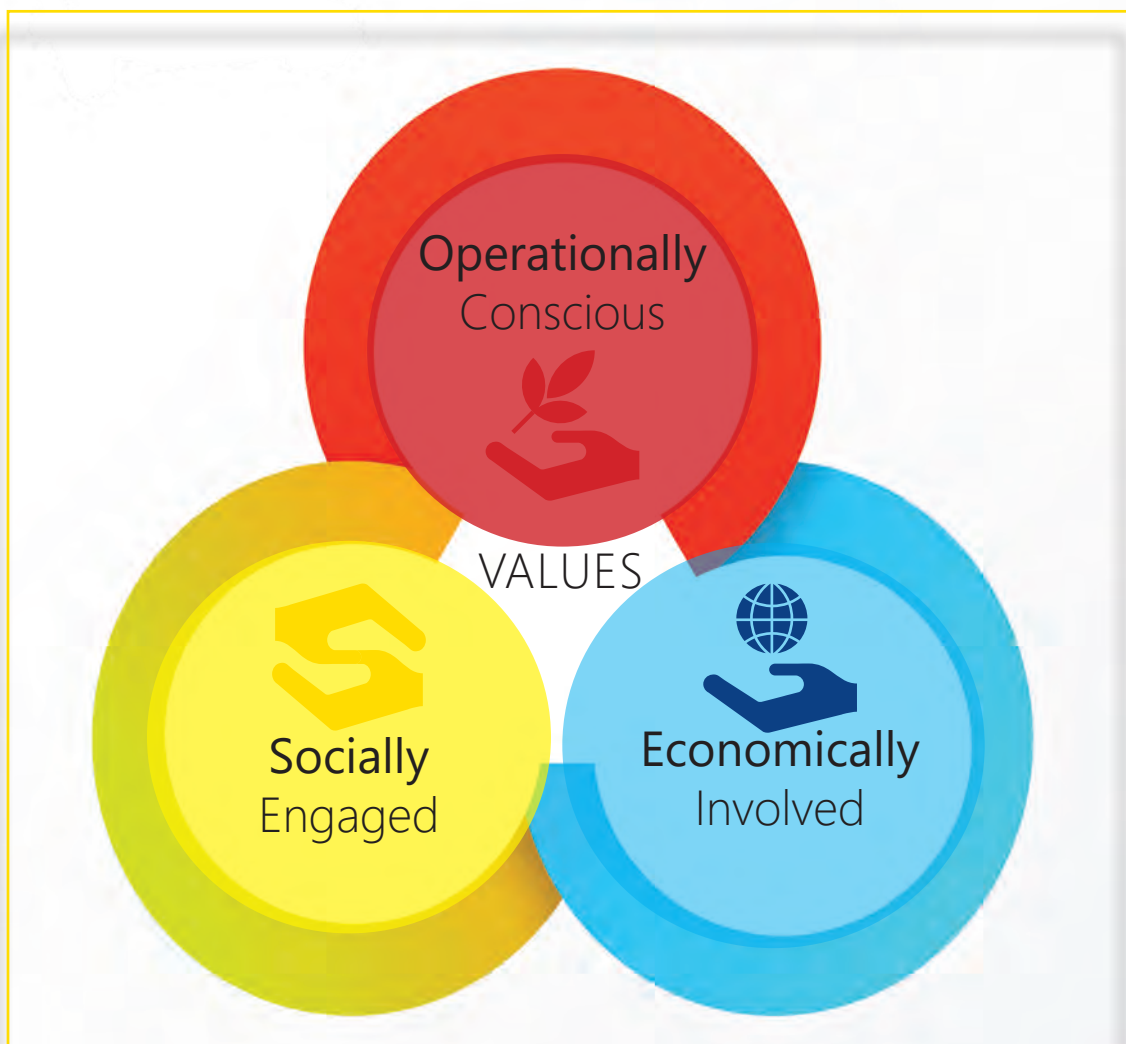 Operationally
Conscious
VALUES
Socially
Engaged
Economically
Involved